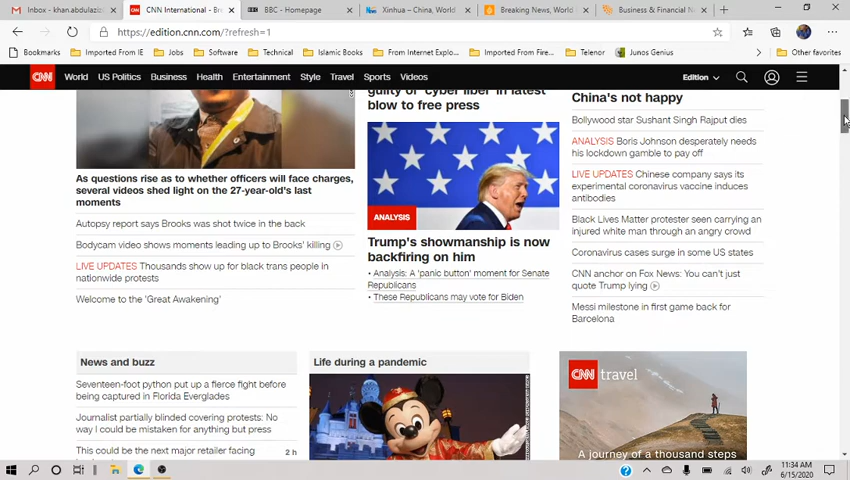 Inbox - khan.abdulaziz
CNN International - Bre
BBC - Homepage
Xinhua – China, World
Breaking News, World
Business & Financial N
https://edition.cnn.com/?refresh=1
Bookmarks
Imported From IE
Jobs
Software
Technical
Islamic Books
From Internet Explo...
Imported From Fire...
Telenor
Junos Genius
Other favorites
CNN World US Politics Business Health Entertainment Style Travel Sports Videos Edition
guilty of 'cyber libel' in latest
blow to free press
As questions rise as to whether officers will face charges,
several videos shed light on the 27-year-old's last
moments
Autopsy report says Brooks was shot twice in the back
Bodycam video shows moments leading up to Brooks' killing
LIVE UPDATES Thousands show up for black trans people in
nationwide protests
Welcome to the 'Great Awakening'
ANALYSIS
Trump's showmanship is now
backfiring on him
• Analysis: A 'panic button' moment for Senate
Republicans
• These Republicans may vote for Biden
China's not happy
Bollywood star Sushant Singh Rajput dies
ANALYSIS Boris Johnson desperately needs
his lockdown gamble to pay off
LIVE UPDATES Chinese company says its
experimental coronavirus vaccine induces
antibodies
Black Lives Matter protester seen carrying an
injured white man through an angry crowd
Coronavirus cases surge in some US states
CNN anchor on Fox News: You can't just
quote Trump lying
Messi milestone in first game back for
Barcelona
News and buzz
Seventeen-foot python put up a fierce fight before
being captured in Florida Everglades
Journalist partially blinded covering protests: No
way I could be mistaken for anything but press
This could be the next major retailer facing
2 h
Life during a pandemic
CNN travel
A journey of a thousand steps
11:34 AM
6/15/2020